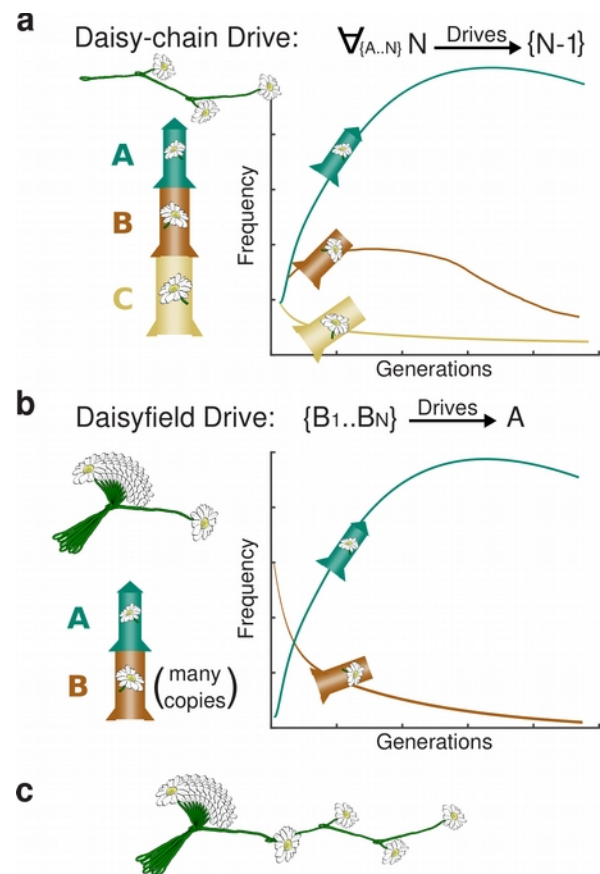 a
Daisy-chain Drive: ∀{A..N} N Drives → {N-1}
A
B
C
Frequency
Generations
b
Daisyfield Drive: {B1..BN} Drives → A
A
B (many copies)
Frequency
Generations
c